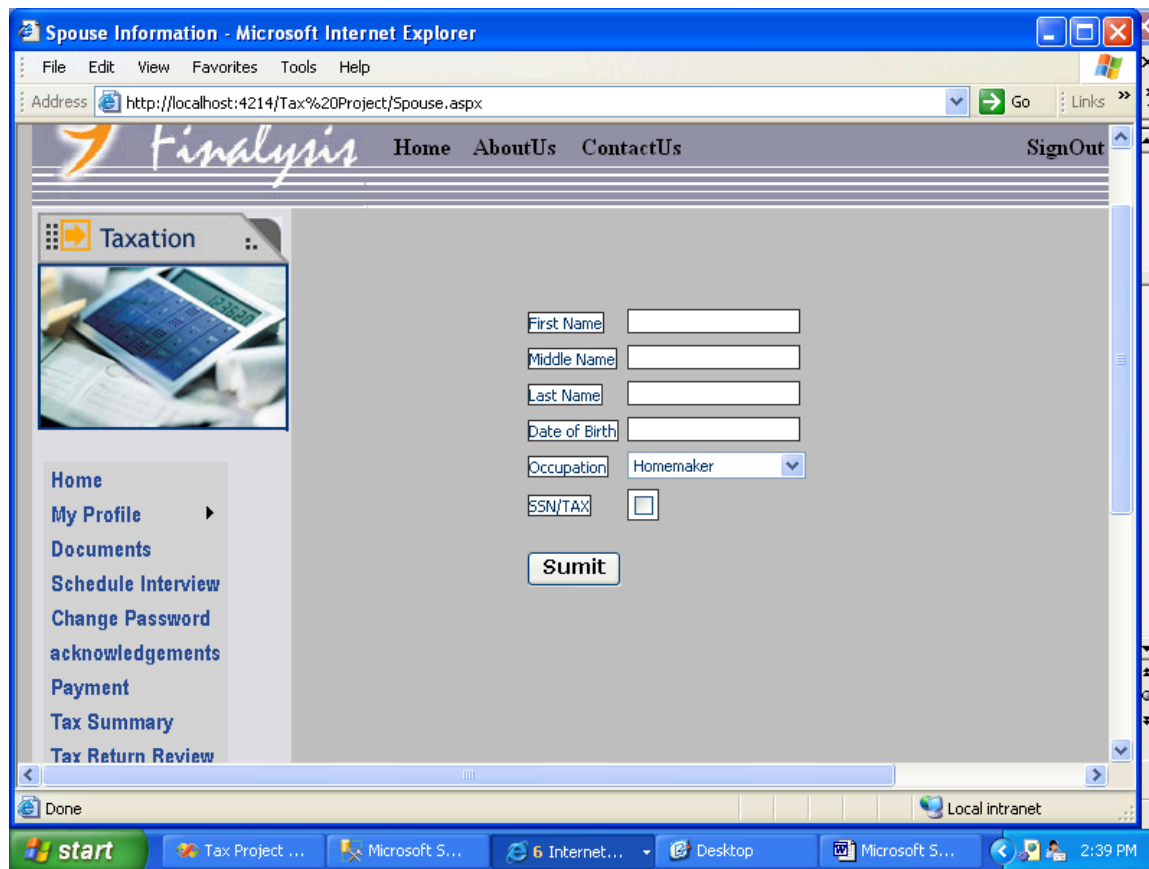 Spouse Information - Microsoft Internet Explorer
File Edit View Favorites Tools Help
Address http://localhost:4214/Tax%20Project/Spouse.aspx Go Links »
Finalysis Home AboutUs ContactUs SignOut
Taxation
123620
First Name
Middle Name
Last Name
Date of Birth
Occupation Homemaker
SSN/TAX
Sumit
Home
My Profile
Documents
Schedule Interview
Change Password
acknowledgements
Payment
Tax Summary
Tax Return Review
Done Local intranet
start Tax Project ... Microsoft S... 6 Internet... Desktop Microsoft S... 2:39 PM